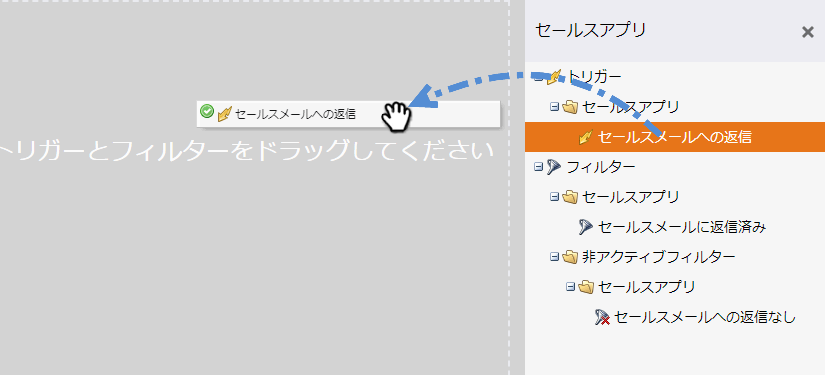 セールスアプリ
トリガー
セールスアプリ
セールスメールへの返信
セールスメールへの返信
トリガーとフィルターをドラッグしてください
フィルター
セールスアプリ
セールスメールに返信済み
非アクティブフィルター
セールスアプリ
セールスメールへの返信なし